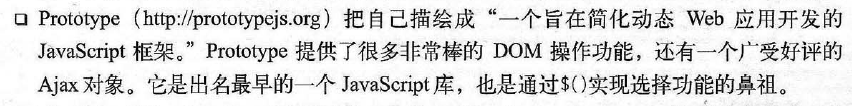 □ Prototype（http://prototypejs.org）把自己描绘成“一个旨在简化动态 Web 应用开发的
JavaScript 框架。”Prototype 提供了很多非常棒的 DOM 操作功能，还有一个广受好评的
Ajax 对象。它是出名最早的一个 JavaScript 库，也是通过$()实现选择功能的鼻祖。